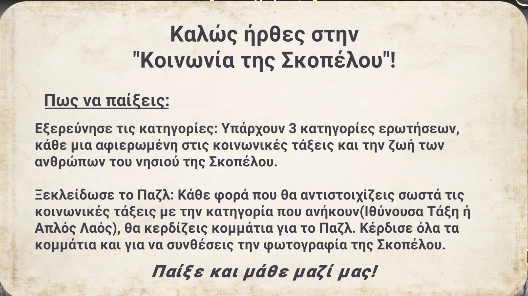 Καλώς ήρθες στην
"Κοινωνία της Σκοπέλου"!
Πως να παίξεις:
Εξερεύνησε τις κατηγορίες: Υπάρχουν 3 κατηγορίες ερωτήσεων,
κάθε μια αφιερωμένη στις κοινωνικές τάξεις και την ζωή των
ανθρώπων του νησιού της Σκοπέλου.
Ξεκλείδωσε το Παζλ: Κάθε φορά που θα αντιστοιχίζεις σωστά τις
κοινωνικές τάξεις με την κατηγορία που ανήκουν(Ιθύνουσα Τάξη ή
Απλός Λαός), θα κερδίζεις κομμάτια για το Παζλ. Κέρδισε όλα τα
κομμάτια και για να συνθέσεις την φωτογραφία της Σκοπέλου.
Παίξε και μάθε μαζί μας!